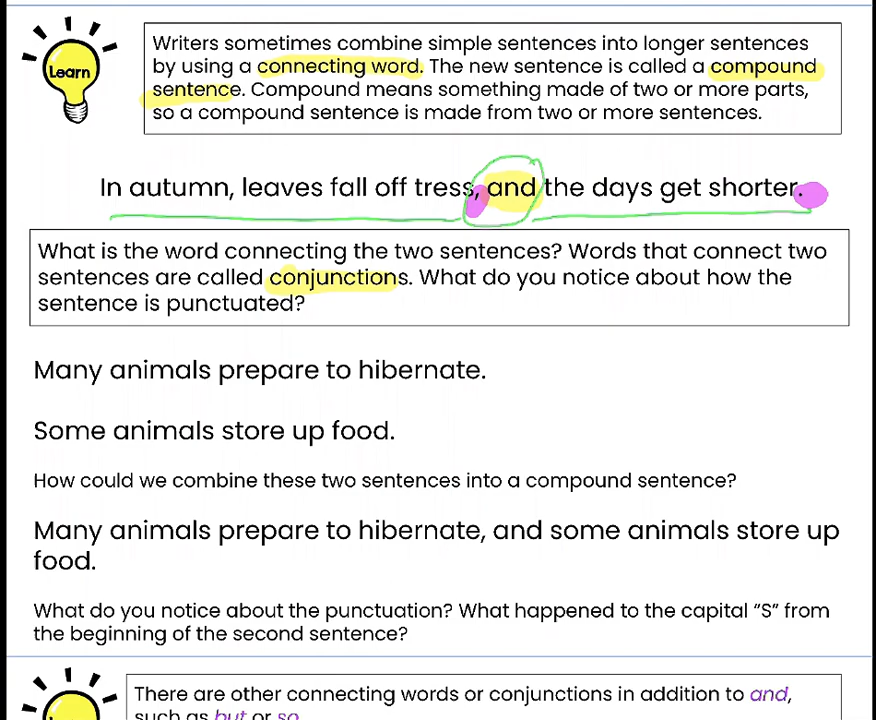 Learn
Writers sometimes combine simple sentences into longer sentences
by using a connecting word. The new sentence is called a compound
sentence. Compound means something made of two or more parts,
so a compound sentence is made from two or more sentences.
In autumn, leaves fall off tress, and the days get shorter.
What is the word connecting the two sentences? Words that connect two
sentences are called conjunctions. What do you notice about how the
sentence is punctuated?
Many animals prepare to hibernate.
Some animals store up food.
How could we combine these two sentences into a compound sentence?
Many animals prepare to hibernate, and some animals store up
food.
What do you notice about the punctuation? What happened to the capital “S” from
the beginning of the second sentence?
There are other connecting words or conjunctions in addition to and,
such as but or so.